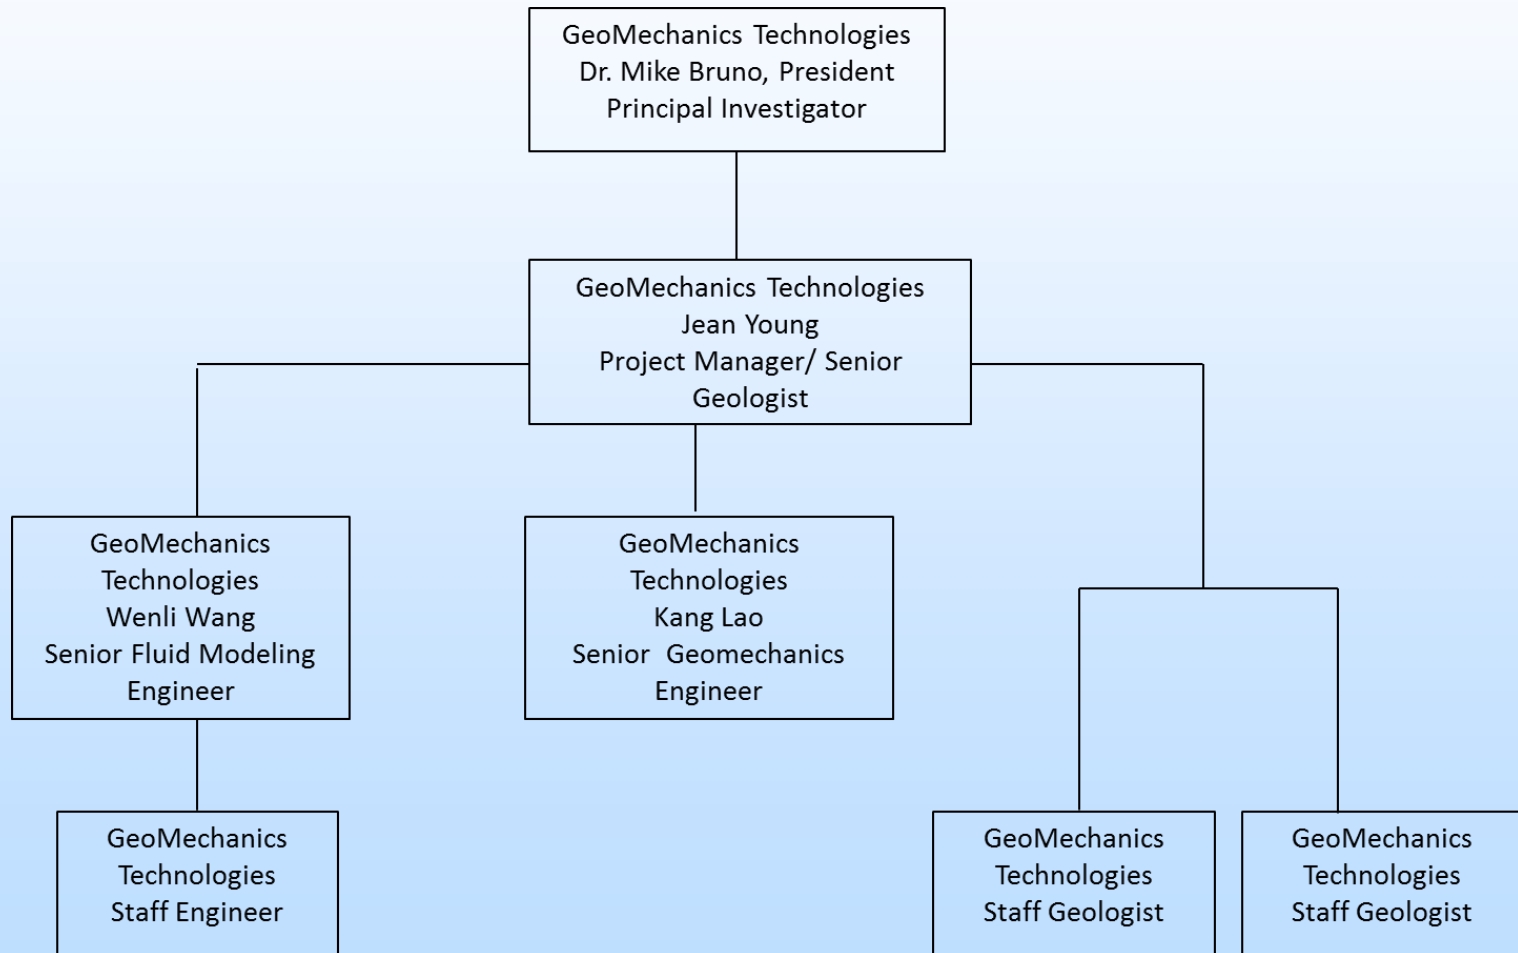 GeoMechanics Technologies
Dr. Mike Bruno, President
Principal Investigator
GeoMechanics Technologies
Jean Young
Project Manager/ Senior
Geologist
GeoMechanics
Technologies
Wenli Wang
Senior Fluid Modeling
Engineer
GeoMechanics
Technologies
Kang Lao
Senior Geomechanics
Engineer
GeoMechanics
Technologies
Staff Engineer
GeoMechanics
Technologies
Staff Geologist
GeoMechanics
Technologies
Staff Geologist